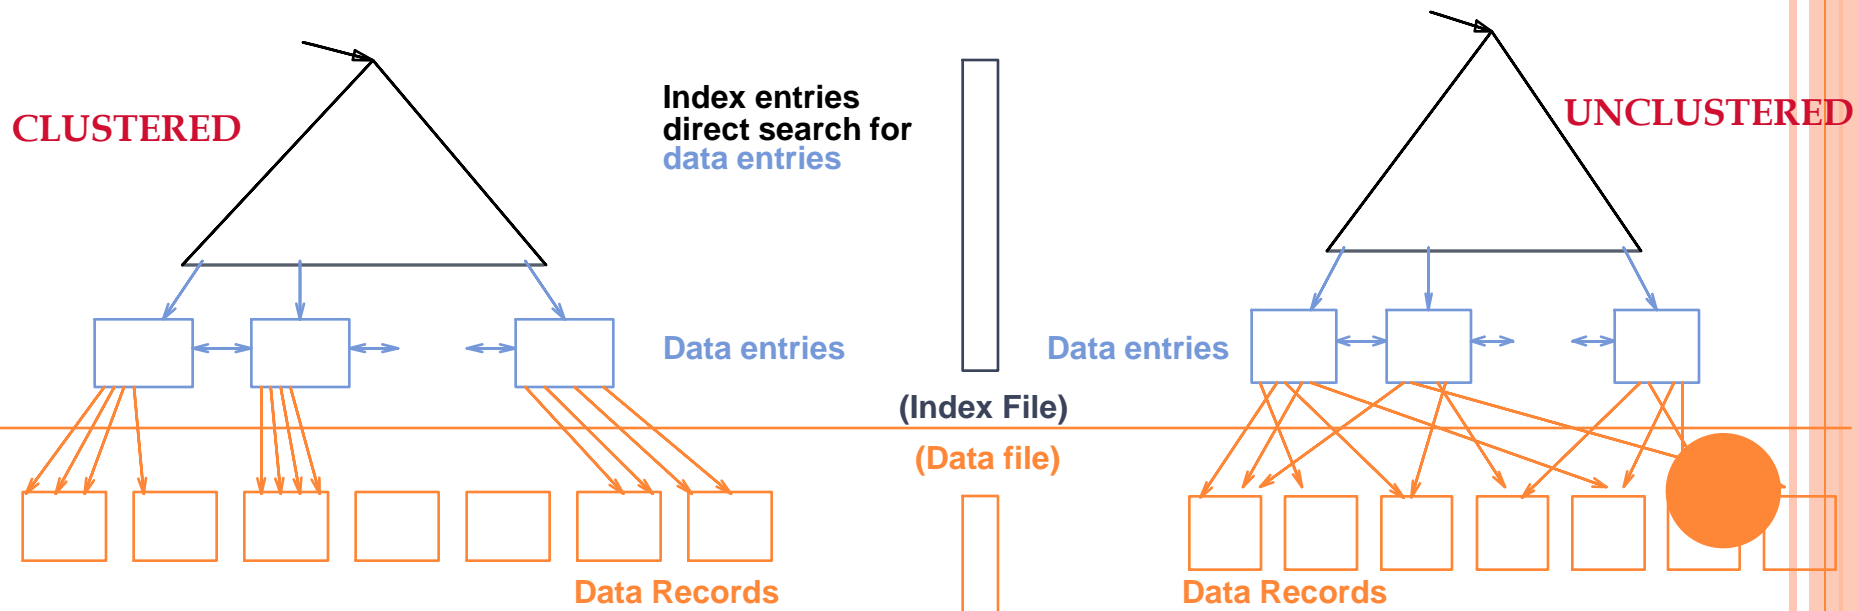 CLUSTERED
Index entries
direct search for
data entries
UNCLUSTERED
Data entries
Data entries
(Index File)
(Data file)
Data Records
Data Records